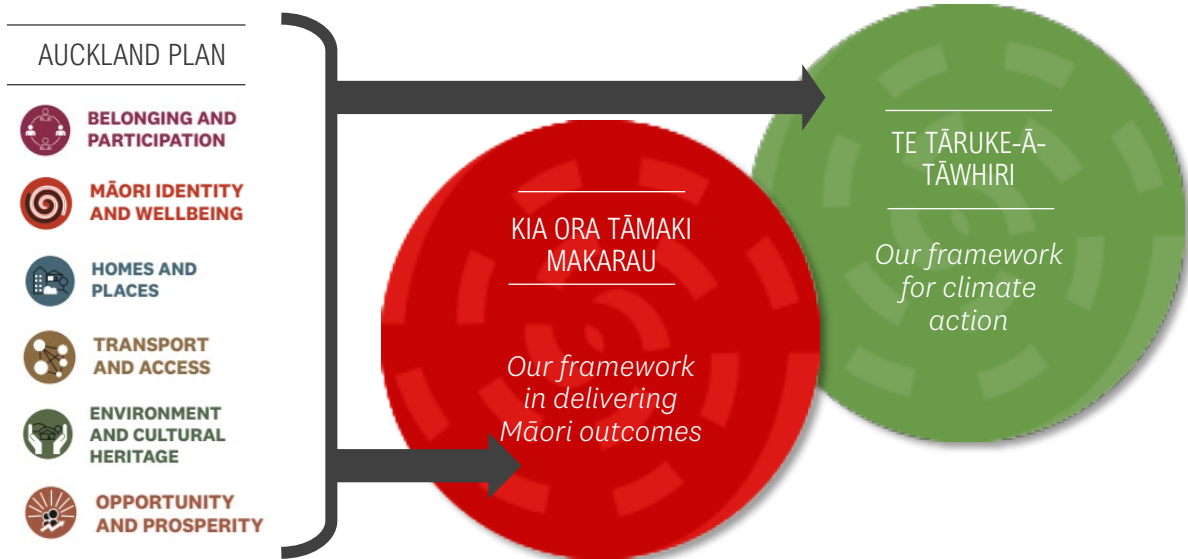 AUCKLAND PLAN
BELONGING AND
PARTICIPATION
MĀORI IDENTITY
AND WELLBEING
HOMES AND
PLACES
TRANSPORT
AND ACCESS
ENVIRONMENT
AND CULTURAL
HERITAGE
OPPORTUNITY
AND PROSPERITY
KIA ORA TĀMAKI
MAKARAU
Our framework
in delivering
Māori outcomes
TE TĀRUKE-Ā-
TĀWHIRI
Our framework
for climate
action